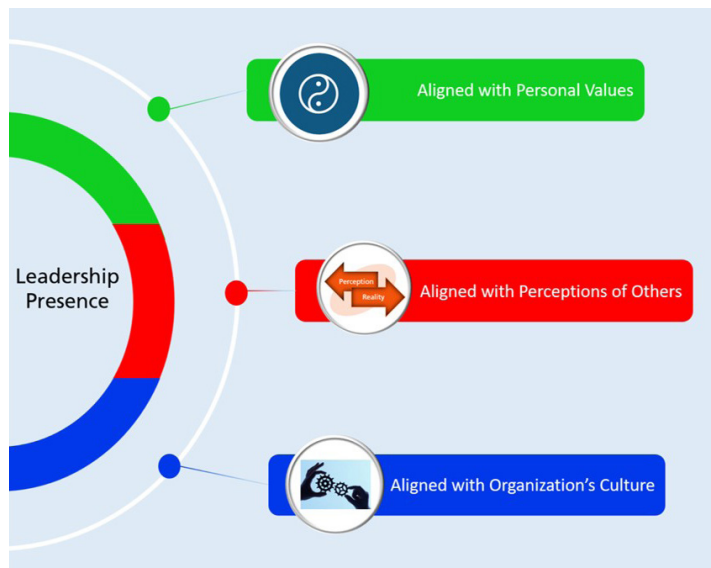 Aligned with Personal Values
Leadership
Presence
Perception
Reality
Aligned with Perceptions of Others
Aligned with Organization's Culture